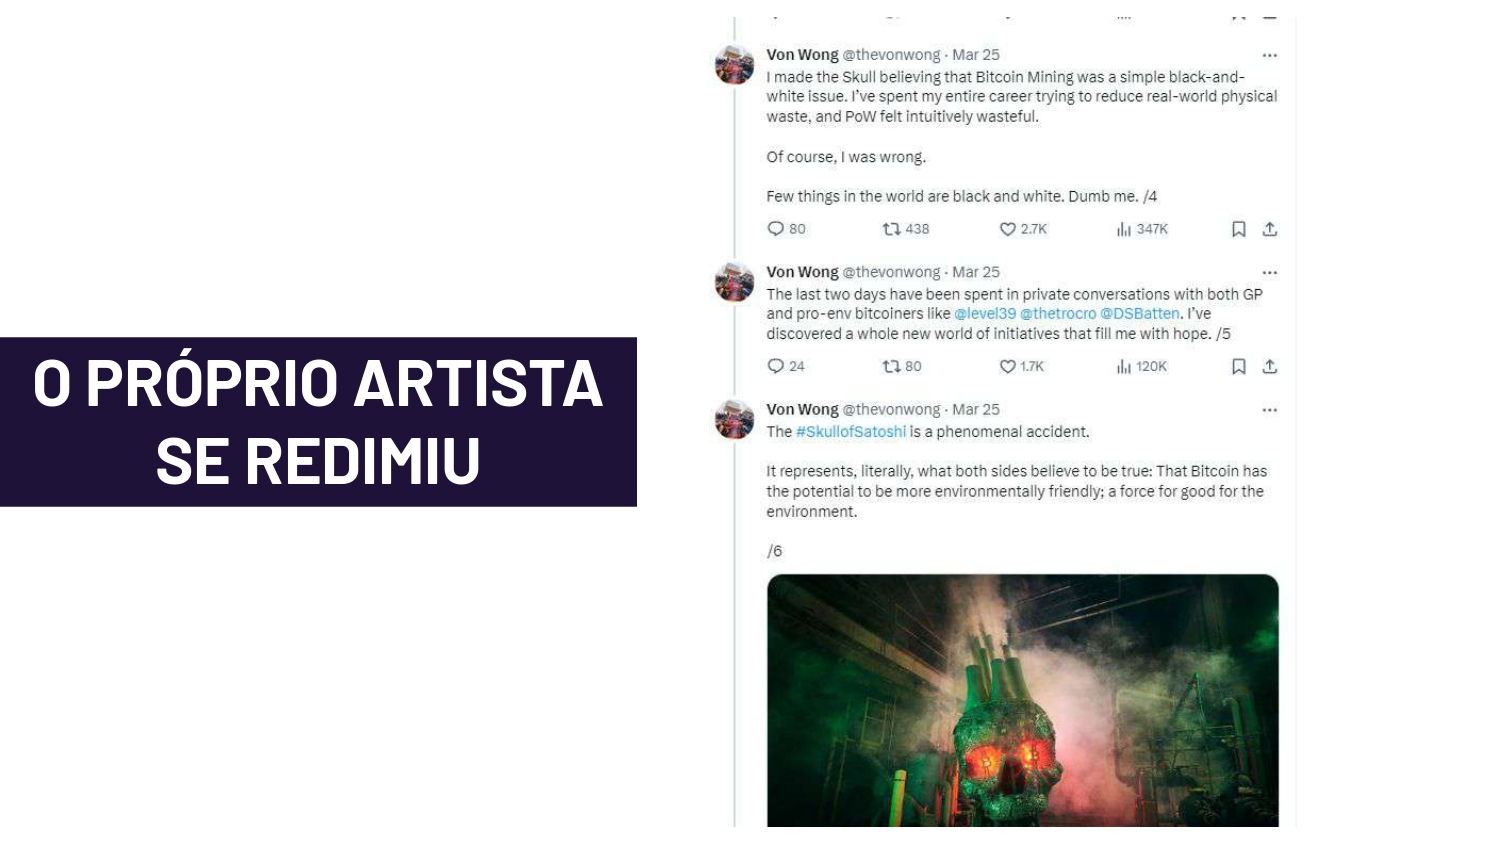 O PRÓPRIO ARTISTA
SE REDIMIU
Von Wong @thevonwong · Mar 25
I made the Skull believing that Bitcoin Mining was a simple black-and-
white issue. I've spent my entire career trying to reduce real-world physical
waste, and PoW felt intuitively wasteful.
Of course, I was wrong.
Few things in the world are black and white. Dumb me. /4
80 438 2.7K 347K
Von Wong @thevonwong · Mar 25
The last two days have been spent in private conversations with both GP
and pro-env bitcoiners like @level39 @thetrocro @DSBatten. I've
discovered a whole new world of initiatives that fill me with hope. /5
24 80 1.7K 120K
Von Wong @thevonwong · Mar 25
The #SkullofSatoshi is a phenomenal accident.
It represents, literally, what both sides believe to be true: That Bitcoin has
the potential to be more environmentally friendly; a force for good for the
environment.
/6